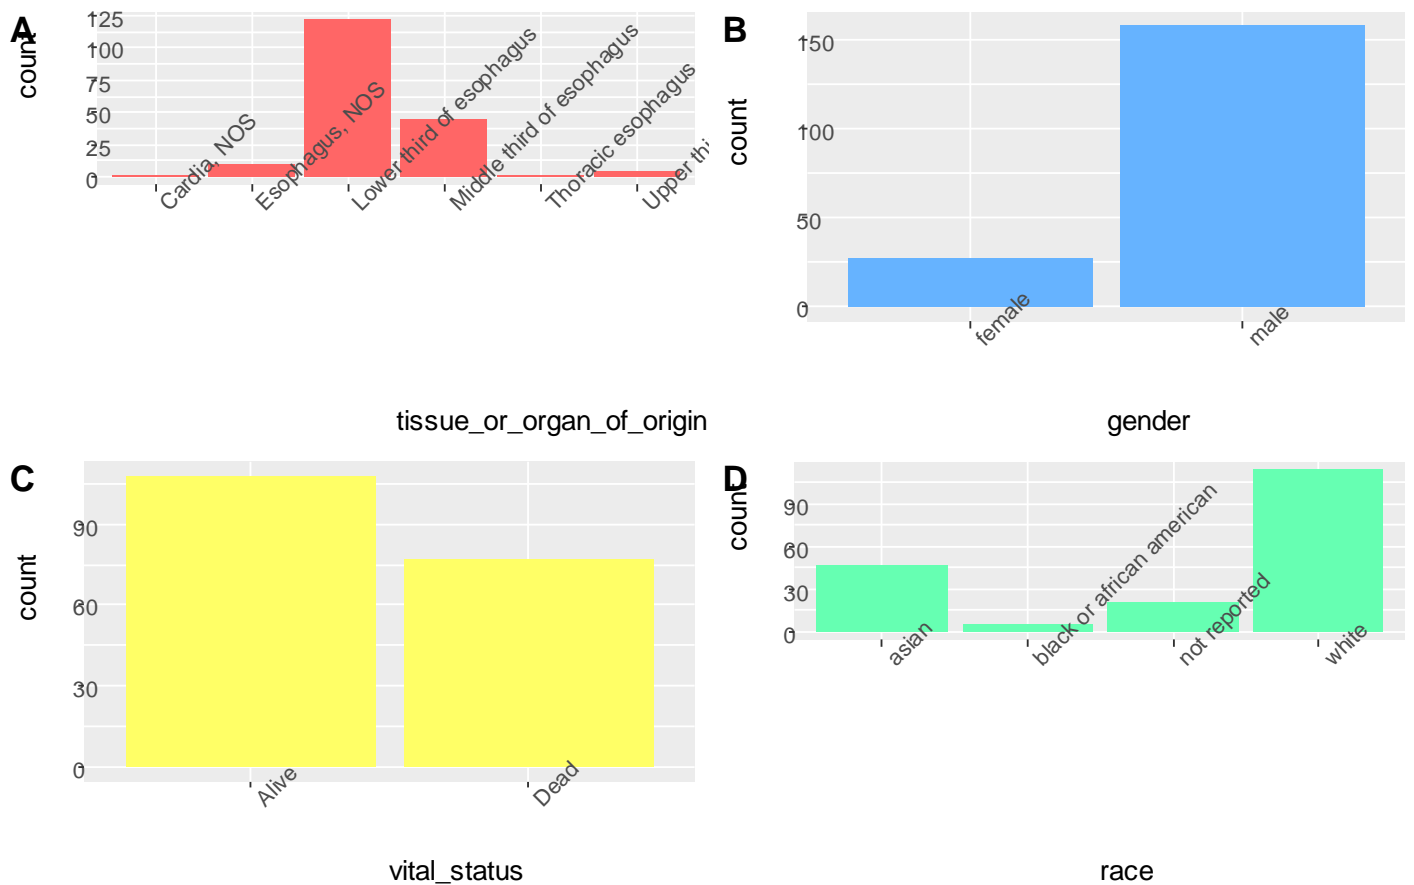 A
count
125
100
75
50
25
0
Cardia, NOS
Esophagus, NOS
Lower third of esophagus
Middle third of esophagus
Thoracic esophagus
Upper thi
tissue_or_organ_of_origin
B
count
150
100
50
0
female
male
gender
C
count
90
60
30
0
Alive
Dead
vital_status
D
count
90
60
30
0
asian
black or african american
not reported
white
race